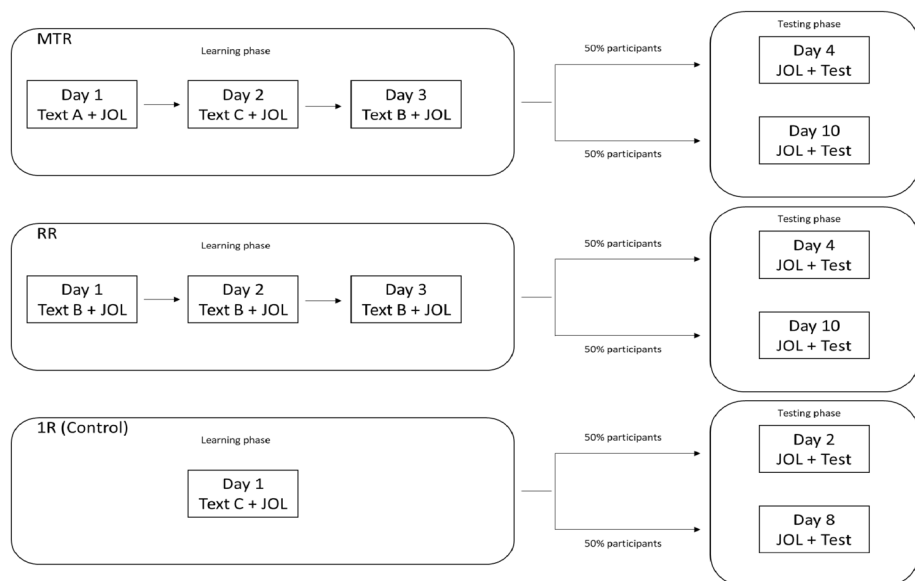 MTR
Learning phase
Day 1
Text A + JOL
Day 2
Text C + JOL
Day 3
Text B + JOL
50% participants
50% participants
Testing phase
Day 4
JOL + Test
Day 10
JOL + Test
RR
Learning phase
Day 1
Text B + JOL
Day 2
Text B + JOL
Day 3
Text B + JOL
50% participants
50% participants
Testing phase
Day 4
JOL + Test
Day 10
JOL + Test
1R (Control)
Learning phase
Day 1
Text C + JOL
50% participants
50% participants
Testing phase
Day 2
JOL + Test
Day 8
JOL + Test